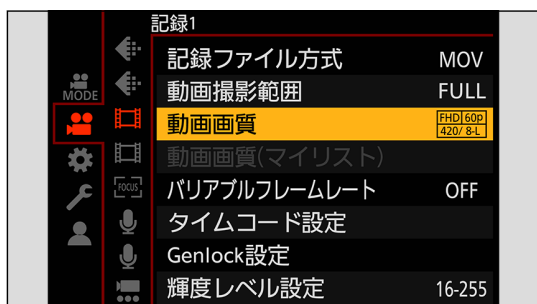 記録1
MODE
記録ファイル方式 MOV
動画撮影範囲 FULL
動画画質 FHD 60p 420/ 8-L
動画画質(マイリスト)
FOCUS
バリアブルフレームレート OFF
タイムコード設定
Genlock設定
輝度レベル設定 16-255